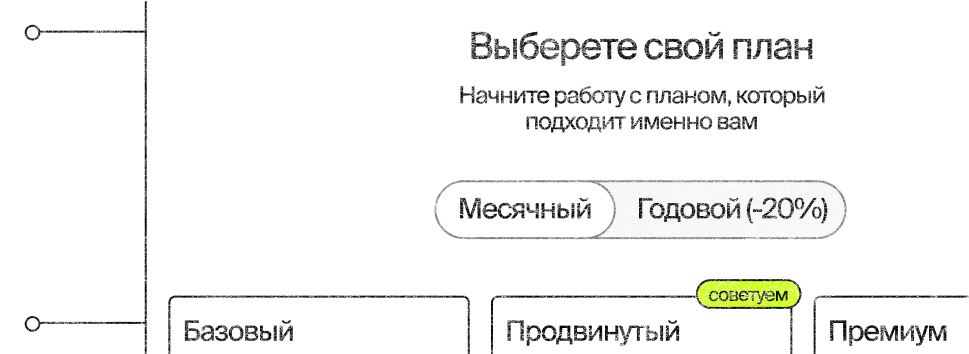 Выберете свой план
Начните работу с планом, который
подходит именно вам
Месячный Годовой (-20%)
советуем
Базовый Продвинутый Премиум